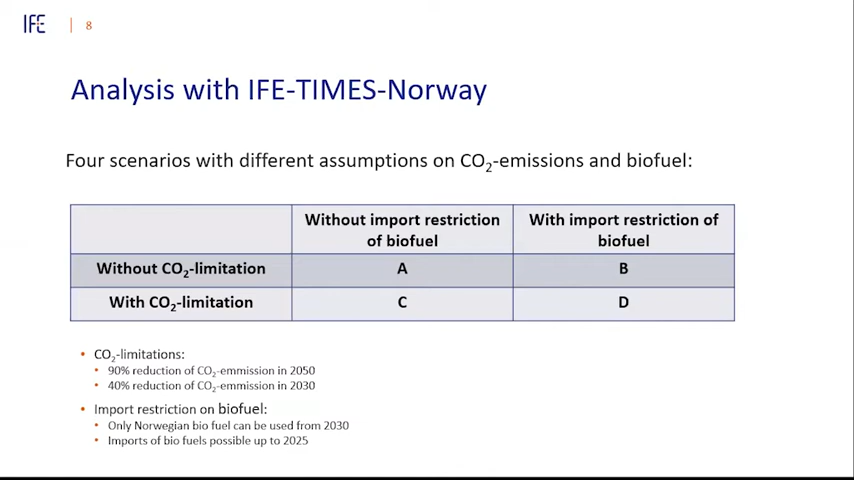 IFE | 8
Analysis with IFE-TIMES-Norway
Four scenarios with different assumptions on CO₂-emissions and biofuel:
Without import restriction With import restriction of
of biofuel biofuel
Without CO₂-limitation A B
With CO₂-limitation C D
• CO₂-limitations:
• 90% reduction of CO₂-emmission in 2050
• 40% reduction of CO₂-emmission in 2030
• Import restriction on biofuel:
• Only Norwegian bio fuel can be used from 2030
• Imports of bio fuels possible up to 2025